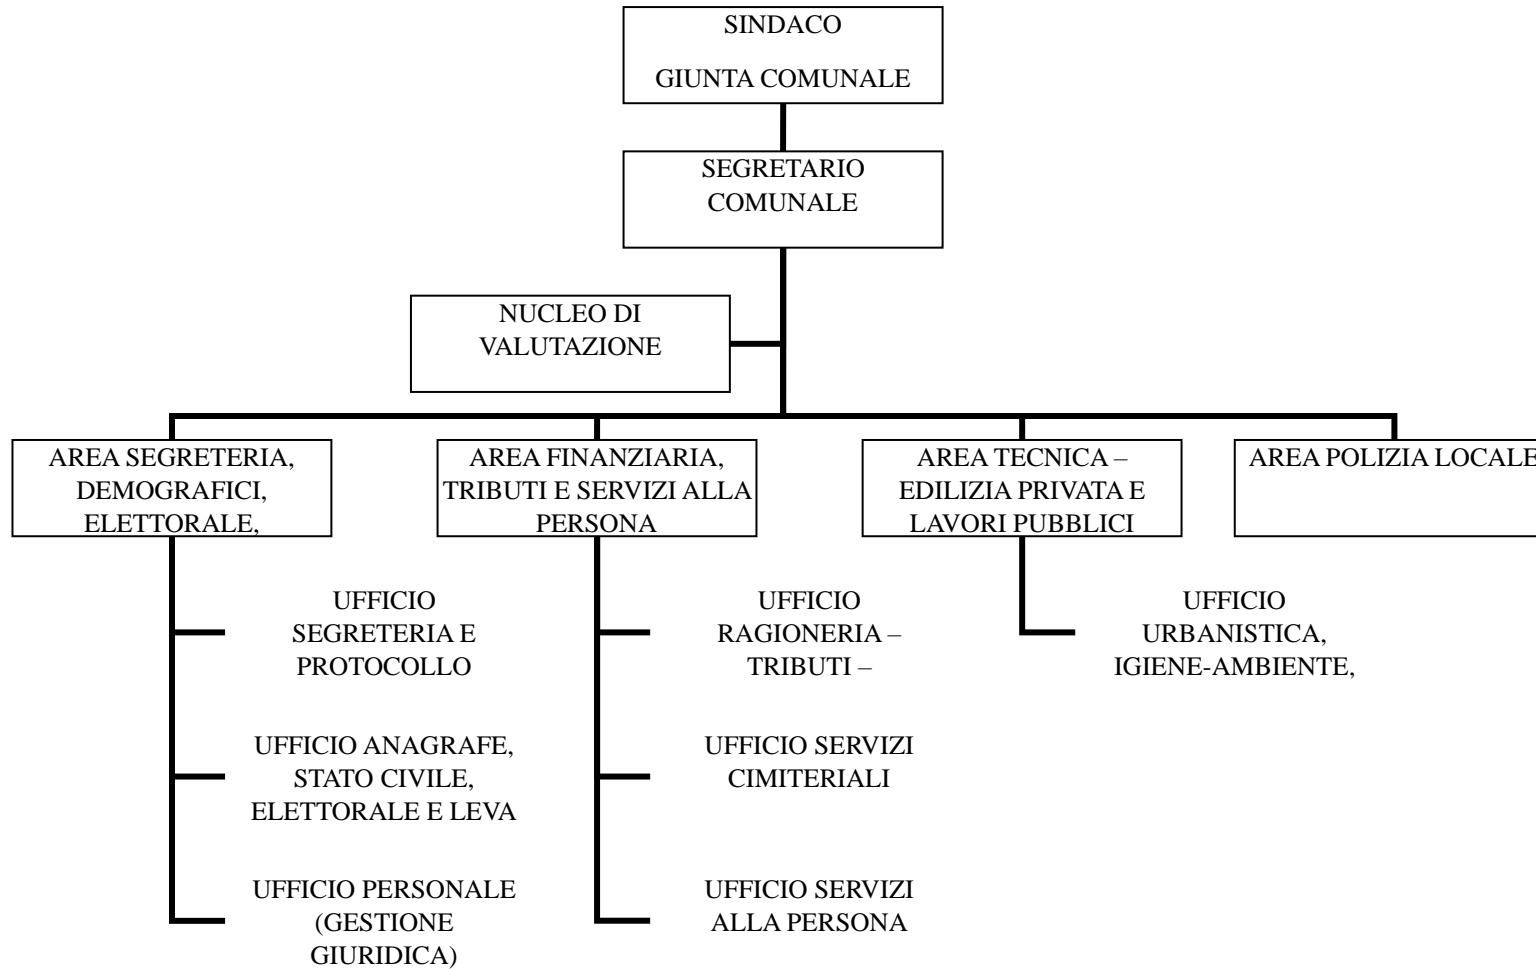 SINDACO
GIUNTA COMUNALE
SEGRETARIO
COMUNALE
NUCLEO DI
VALUTAZIONE
AREA SEGRETERIA,
DEMOGRAFICI,
ELETTORALE,
AREA FINANZIARIA,
TRIBUTI E SERVIZI ALLA
PERSONA
AREA TECNICA –
EDILIZIA PRIVATA E
LAVORI PUBBLICI
AREA POLIZIA LOCALE
UFFICIO
SEGRETERIA E
PROTOCOLLO
UFFICIO ANAGRAFE,
STATO CIVILE,
ELETTORALE E LEVA
UFFICIO PERSONALE
(GESTIONE
GIURIDICA)
UFFICIO
RAGIONERIA –
TRIBUTI –
UFFICIO SERVIZI
CIMITERIALI
UFFICIO SERVIZI
ALLA PERSONA
UFFICIO
URBANISTICA,
IGIENE-AMBIENTE,